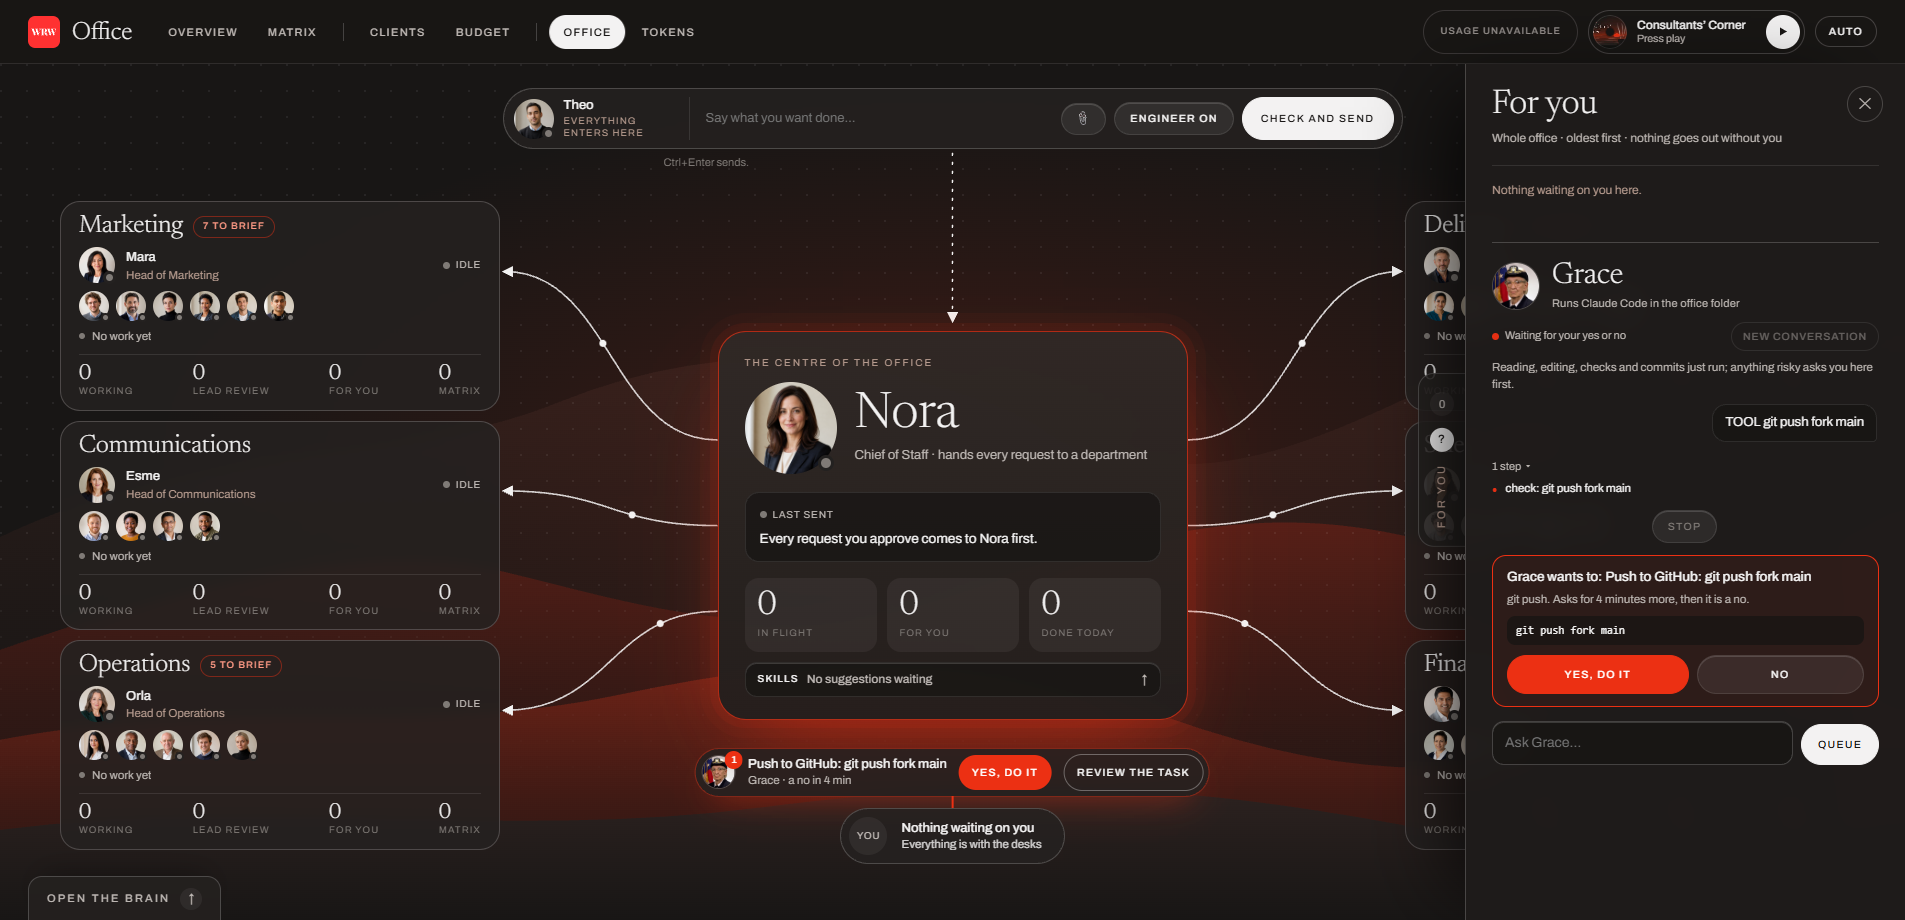 WRW
Office
OVERVIEW
MATRIX
CLIENTS
BUDGET
OFFICE
TOKENS
USAGE UNAVAILABLE
Consultants' Corner
Press play
AUTO
Theo
EVERYTHING
ENTERS HERE
Say what you want done...
ENGINEER ON
CHECK AND SEND
Ctrl+Enter sends.
Marketing
7 TO BRIEF
Mara
Head of Marketing
IDLE
No work yet
0
WORKING
0
LEAD REVIEW
0
FOR YOU
0
MATRIX
Communications
Esme
Head of Communications
IDLE
No work yet
0
WORKING
0
LEAD REVIEW
0
FOR YOU
0
MATRIX
Operations
5 TO BRIEF
Orla
Head of Operations
IDLE
No work yet
0
WORKING
0
LEAD REVIEW
0
FOR YOU
0
MATRIX
OPEN THE BRAIN
THE CENTRE OF THE OFFICE
Nora
Chief of Staff · hands every request to a department
LAST SENT
Every request you approve comes to Nora first.
0
IN FLIGHT
0
FOR YOU
0
DONE TODAY
SKILLS No suggestions waiting
1
Push to GitHub: git push fork main
Grace · a no in 4 min
YES, DO IT
REVIEW THE TASK
YOU
Nothing waiting on you
Everything is with the desks
Deli
No wo
0
0
?
FOR YOU
No wo
0
WORKIN
Fina
No wo
0
WORKIN
For you
Whole office · oldest first · nothing goes out without you
Nothing waiting on you here.
Grace
Runs Claude Code in the office folder
Waiting for your yes or no
NEW CONVERSATION
Reading, editing, checks and commits just run; anything risky asks you here
first.
TOOL git push fork main
1 step
check: git push fork main
STOP
Grace wants to: Push to GitHub: git push fork main
git push. Asks for 4 minutes more, then it is a no.
git push fork main
YES, DO IT
NO
Ask Grace...
QUEUE